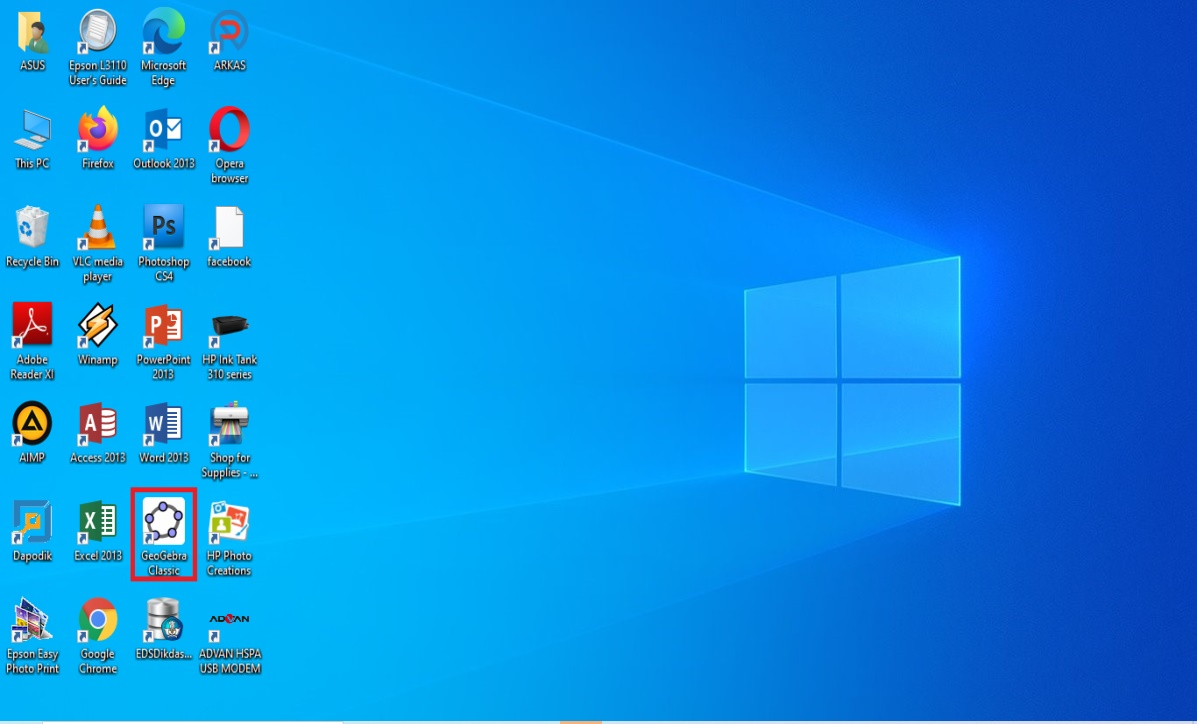 ASUS
Epson L3110
User's Guide
Microsoft
Edge
ARKAS
This PC
Firefox
Outlook 2013
Opera
browser
Recycle Bin
VLC media
player
Ps
Photoshop
CS4
facebook
Adobe
Reader XI
Winamp
PowerPoint
2013
HP Ink Tank
310 series
AIMP
Access 2013
Word 2013
Shop for
Supplies - ...
Dapodik
Excel 2013
GeoGebra
Classic
HP Photo
Creations
Epson Easy
Photo Print
Google
Chrome
EDSDikdas...
ADVAN
ADVAN HSPA
USB MODEM